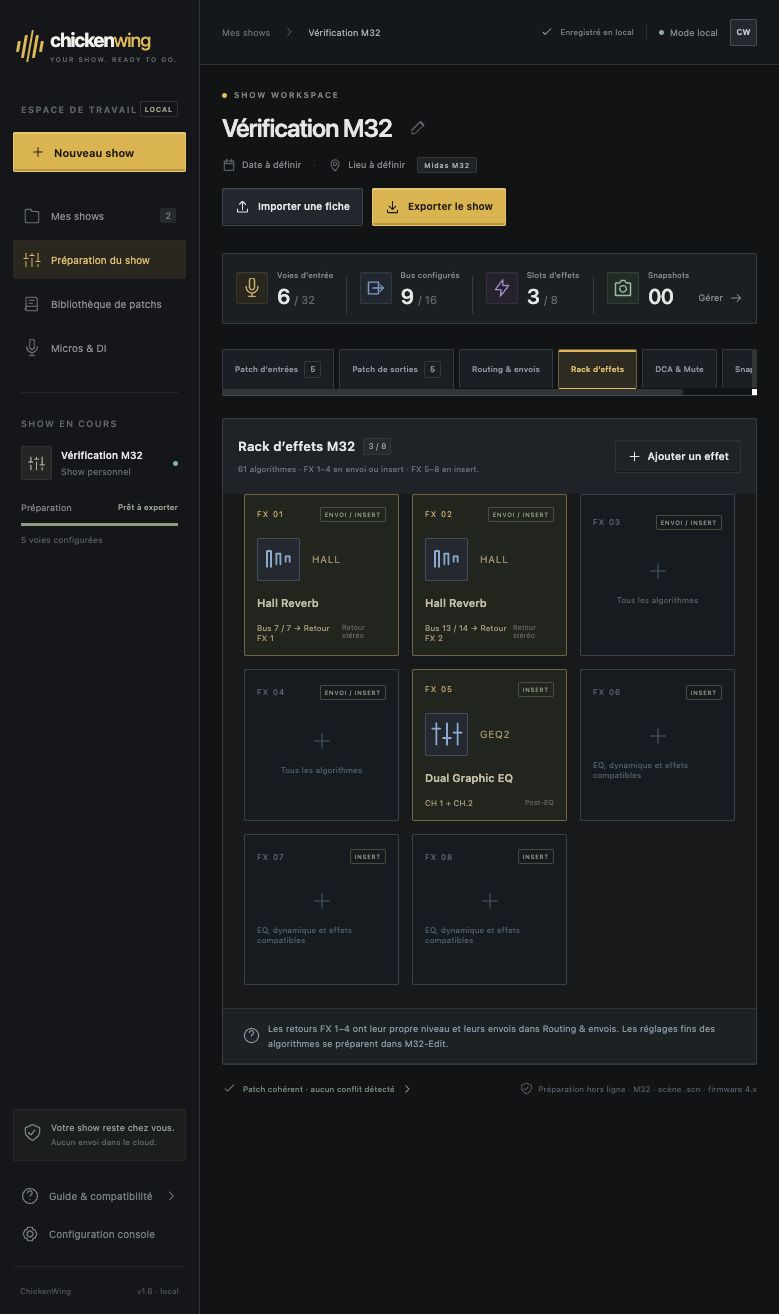 chickenwing
YOUR SHOW. READY TO GO.
ESPACE DE TRAVAIL LOCAL
Nouveau show
Mes shows 2
Préparation du show
Bibliothèque de patchs
Micros & DI
SHOW EN COURS
Vérification M32
Show personnel
Préparation Prêt à exporter
5 voies configurées
Votre show reste chez vous.
Aucun envoi dans le cloud.
Guide & compatibilité
Configuration console
ChickenWing v1.6 · local
Mes shows Vérification M32
Enregistré en local
Mode local
CW
SHOW WORKSPACE
Vérification M32
Date à définir · Lieu à définir Midas M32
Importer une fiche
Exporter le show
Voies d'entrée
6 / 32
Bus configurés
9 / 16
Slots d'effets
3 / 8
Snapshots
00
Gérer
Patch d'entrées 5
Patch de sorties 5
Routing & envois
Rack d'effets
DCA & Mute
Snap
Rack d'effets M32 3 / 8
61 algorithmes · FX 1–4 en envoi ou insert · FX 5–8 en insert.
Ajouter un effet
FX 01 ENVOI / INSERT
HALL
Hall Reverb
Bus 7 / 7 → Retour FX 1
Retour stéréo
FX 02 ENVOI / INSERT
HALL
Hall Reverb
Bus 13 / 14 → Retour FX 2
Retour stéréo
FX 03 ENVOI / INSERT
Tous les algorithmes
FX 04 ENVOI / INSERT
Tous les algorithmes
FX 05 INSERT
GEQ2
Dual Graphic EQ
CH 1 + CH.2 Post-EQ
FX 06 INSERT
EQ, dynamique et effets
compatibles
FX 07 INSERT
EQ, dynamique et effets
compatibles
FX 08 INSERT
EQ, dynamique et effets
compatibles
Les retours FX 1–4 ont leur propre niveau et leurs envois dans Routing & envois. Les réglages fins des
algorithmes se préparent dans M32-Edit.
Patch cohérent · aucun conflit détecté
Préparation hors ligne · M32 · scène .scn · firmware 4.x